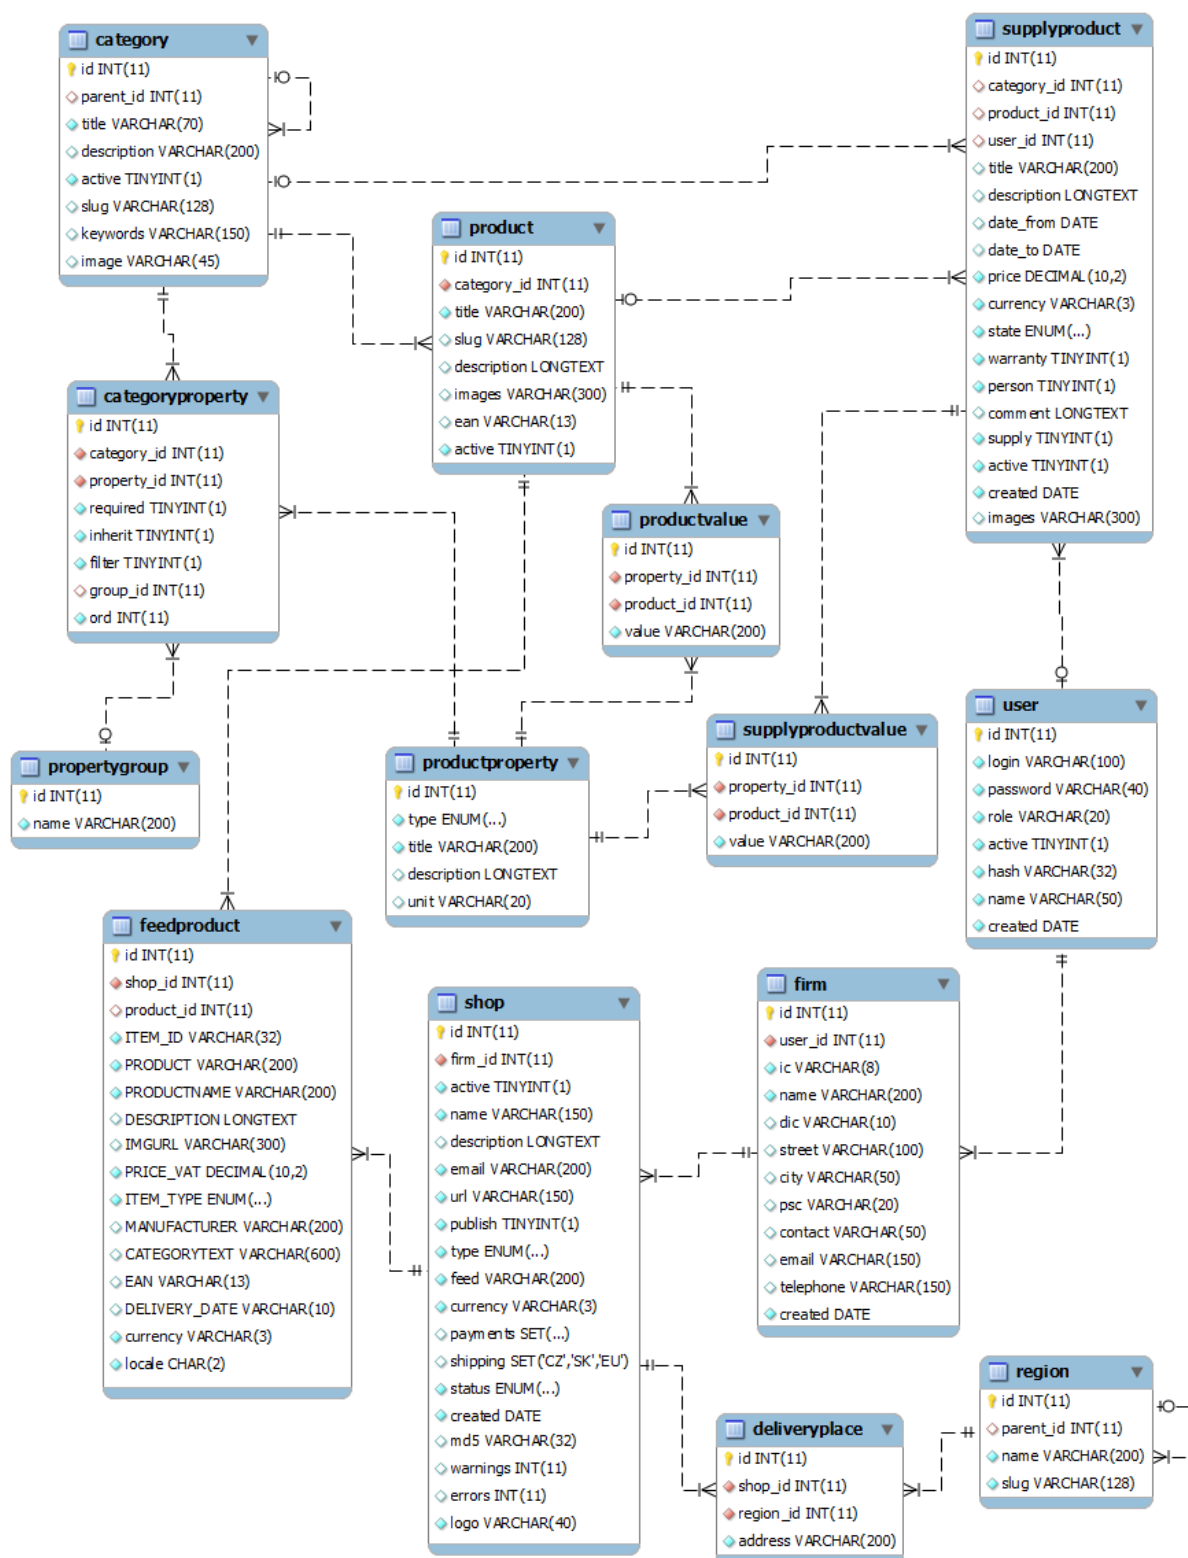 category
id INT(11)
parent_id INT(11)
title VARCHAR(70)
description VARCHAR(200)
active TINYINT(1)
slug VARCHAR(128)
keywords VARCHAR(150)
image VARCHAR(45)
supplyproduct
id INT(11)
category_id INT(11)
product_id INT(11)
user_id INT(11)
title VARCHAR(200)
description LONGTEXT
date_from DATE
date_to DATE
price DECIMAL(10,2)
currency VARCHAR(3)
state ENUM(...)
warranty TINYINT(1)
person TINYINT(1)
comment LONGTEXT
supply TINYINT(1)
active TINYINT(1)
created DATE
images VARCHAR(300)
product
id INT(11)
category_id INT(11)
title VARCHAR(200)
slug VARCHAR(128)
description LONGTEXT
images VARCHAR(300)
ean VARCHAR(13)
active TINYINT(1)
categoryproperty
id INT(11)
category_id INT(11)
property_id INT(11)
required TINYINT(1)
inherit TINYINT(1)
filter TINYINT(1)
group_id INT(11)
ord INT(11)
productvalue
id INT(11)
property_id INT(11)
product_id INT(11)
value VARCHAR(200)
propertygroup
id INT(11)
name VARCHAR(200)
productproperty
id INT(11)
type ENUM(...)
title VARCHAR(200)
description LONGTEXT
unit VARCHAR(20)
supplyproductvalue
id INT(11)
property_id INT(11)
product_id INT(11)
value VARCHAR(200)
user
id INT(11)
login VARCHAR(100)
password VARCHAR(40)
role VARCHAR(20)
active TINYINT(1)
hash VARCHAR(32)
name VARCHAR(50)
created DATE
feedproduct
id INT(11)
shop_id INT(11)
product_id INT(11)
ITEM_ID VARCHAR(32)
PRODUCT VARCHAR(200)
PRODUCTNAME VARCHAR(200)
DESCRIPTION LONGTEXT
IMGURL VARCHAR(300)
PRICE_VAT DECIMAL(10,2)
ITEM_TYPE ENUM(...)
MANUFACTURER VARCHAR(200)
CATEGORYTEXT VARCHAR(600)
EAN VARCHAR(13)
DELIVERY_DATE VARCHAR(10)
currency VARCHAR(3)
locale CHAR(2)
shop
id INT(11)
firm_id INT(11)
active TINYINT(1)
name VARCHAR(150)
description LONGTEXT
email VARCHAR(200)
url VARCHAR(150)
publish TINYINT(1)
type ENUM(...)
feed VARCHAR(200)
currency VARCHAR(3)
payments SET(...)
shipping SET('CZ','SK','EU')
status ENUM(...)
created DATE
md5 VARCHAR(32)
warnings INT(11)
errors INT(11)
logo VARCHAR(40)
firm
id INT(11)
user_id INT(11)
ic VARCHAR(8)
name VARCHAR(200)
dic VARCHAR(10)
street VARCHAR(100)
city VARCHAR(50)
psc VARCHAR(20)
contact VARCHAR(50)
email VARCHAR(150)
telephone VARCHAR(150)
created DATE
deliveryplace
id INT(11)
shop_id INT(11)
region_id INT(11)
address VARCHAR(200)
region
id INT(11)
parent_id INT(11)
name VARCHAR(200)
slug VARCHAR(128)